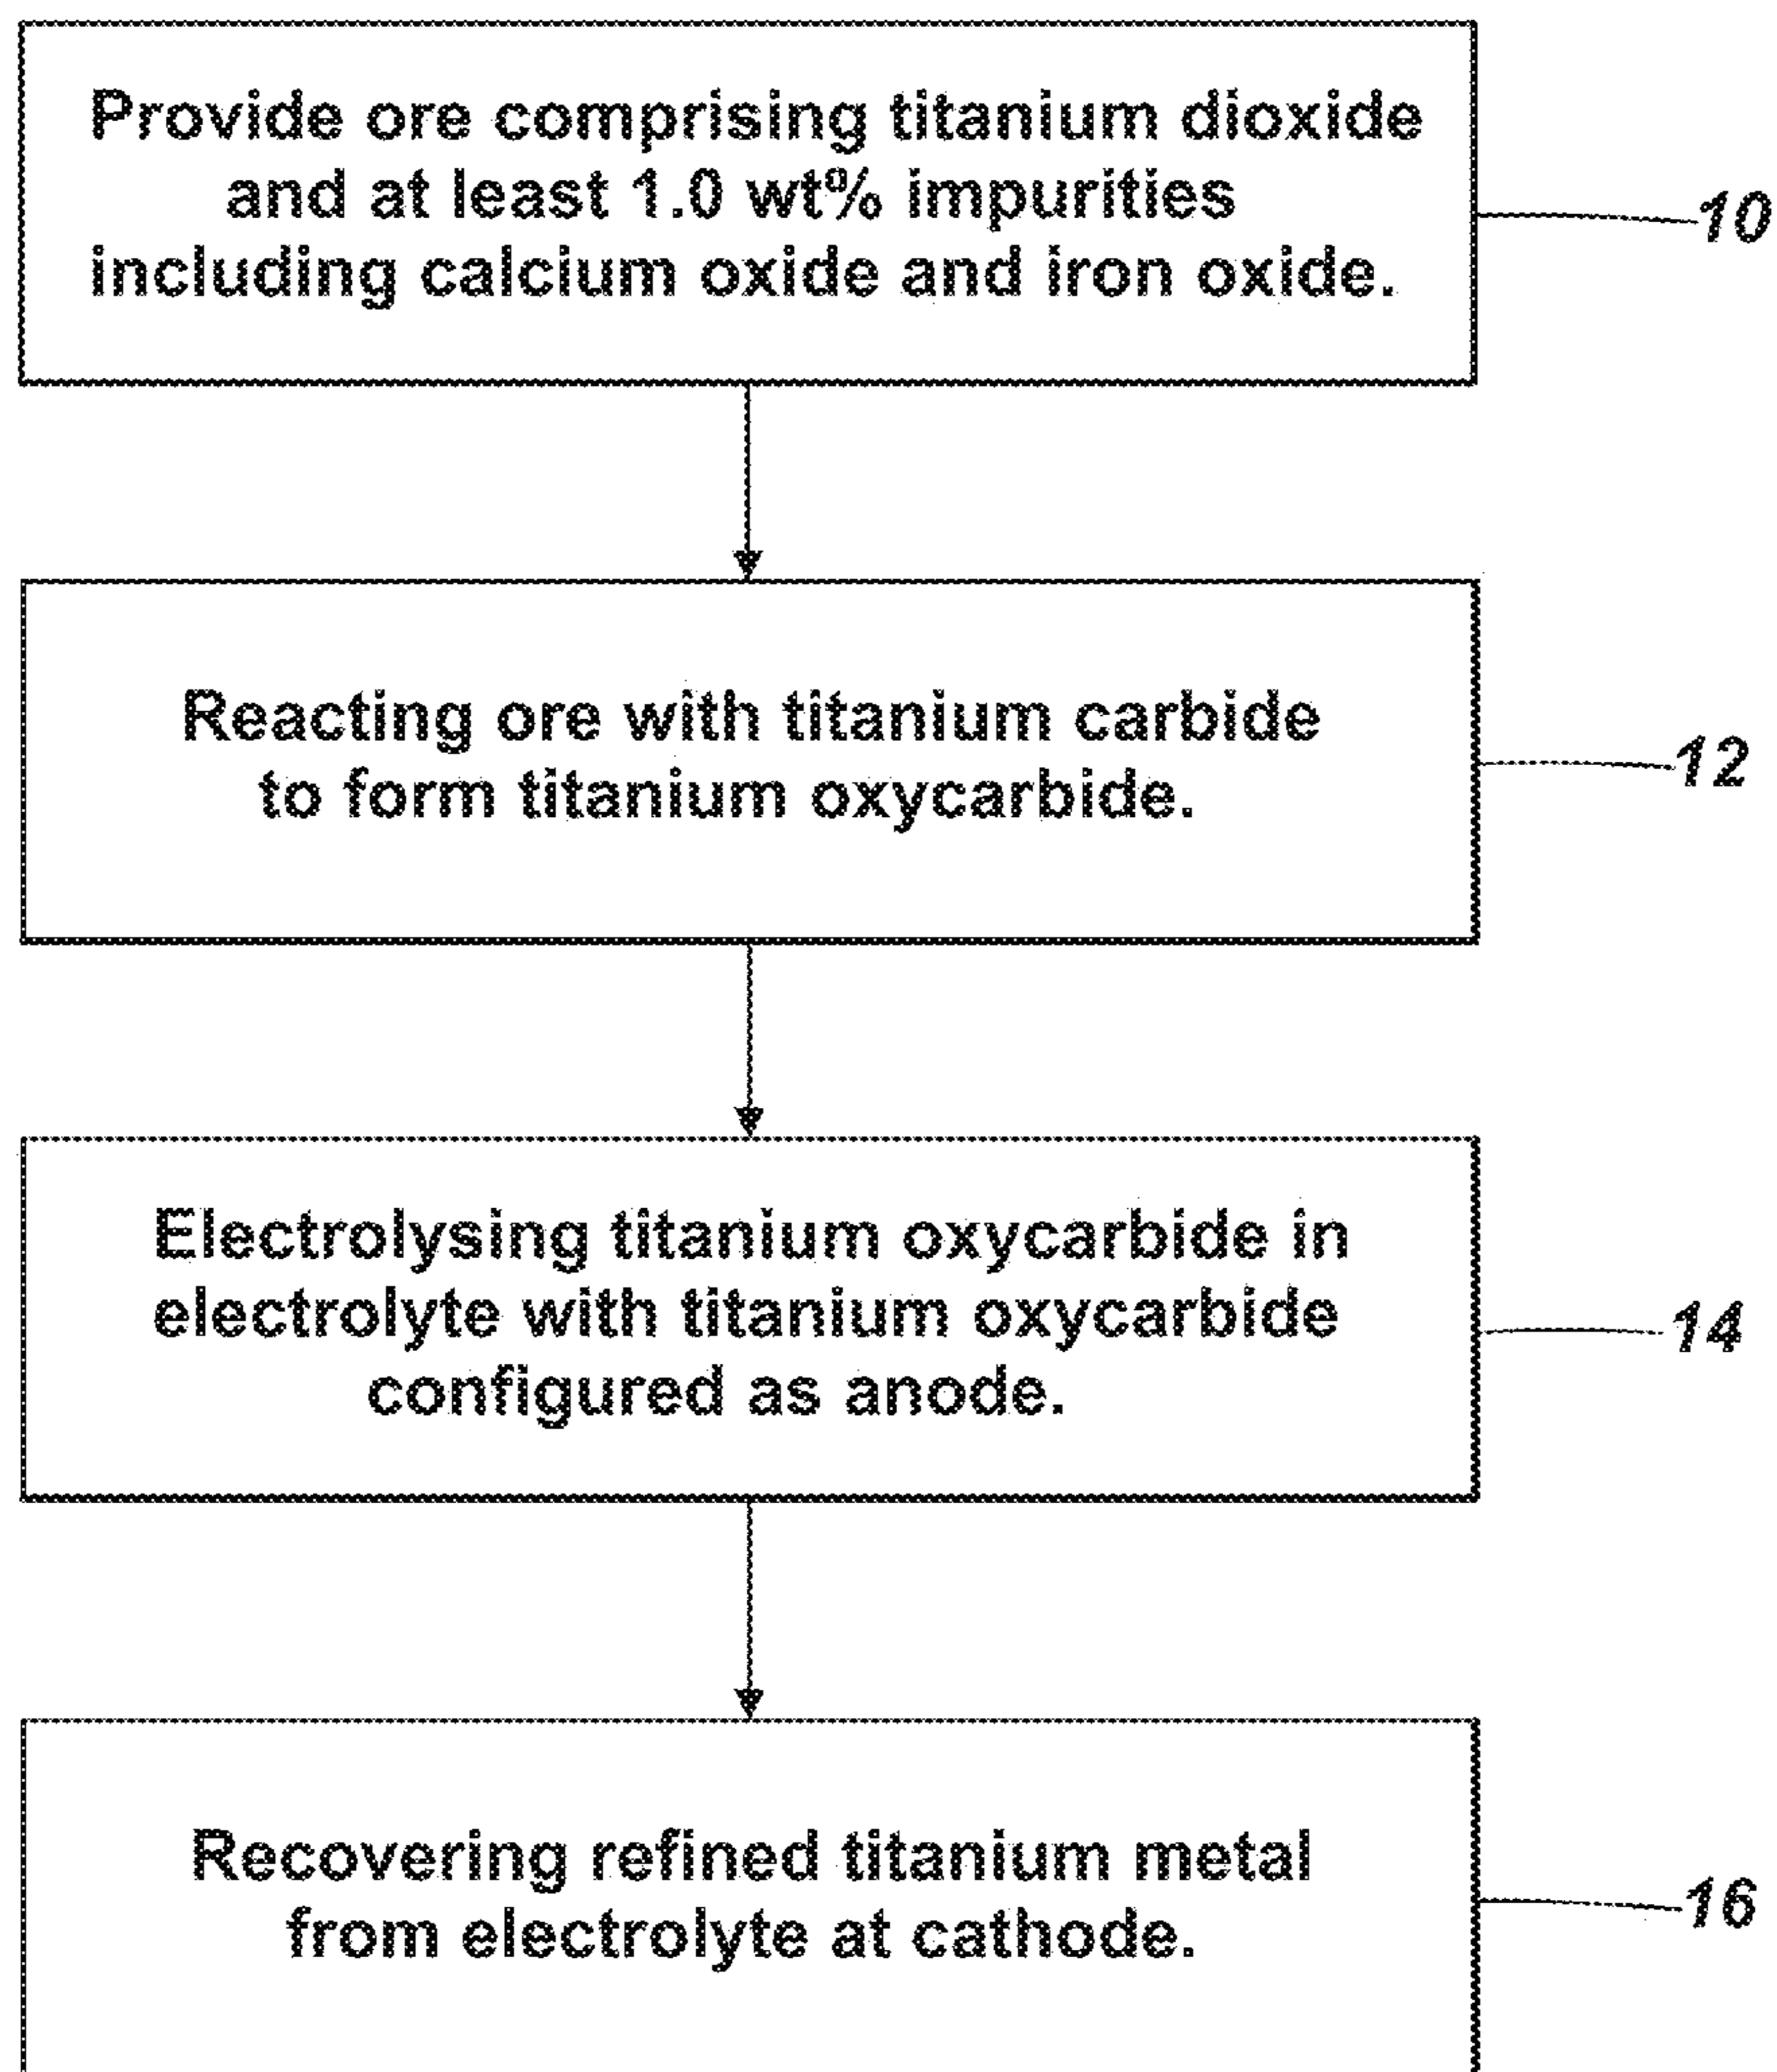 Provide ore comprising titanium dioxide
and at least 1.0 wt% impurities
including calcium oxide and iron oxide.
10
Reacting ore with titanium carbide
to form titanium oxycarbide.
12
Electrolysing titanium oxycarbide in
electrolyte with titanium oxycarbide
configured as anode.
14
Recovering refined titanium metal
from electrolyte at cathode.
16